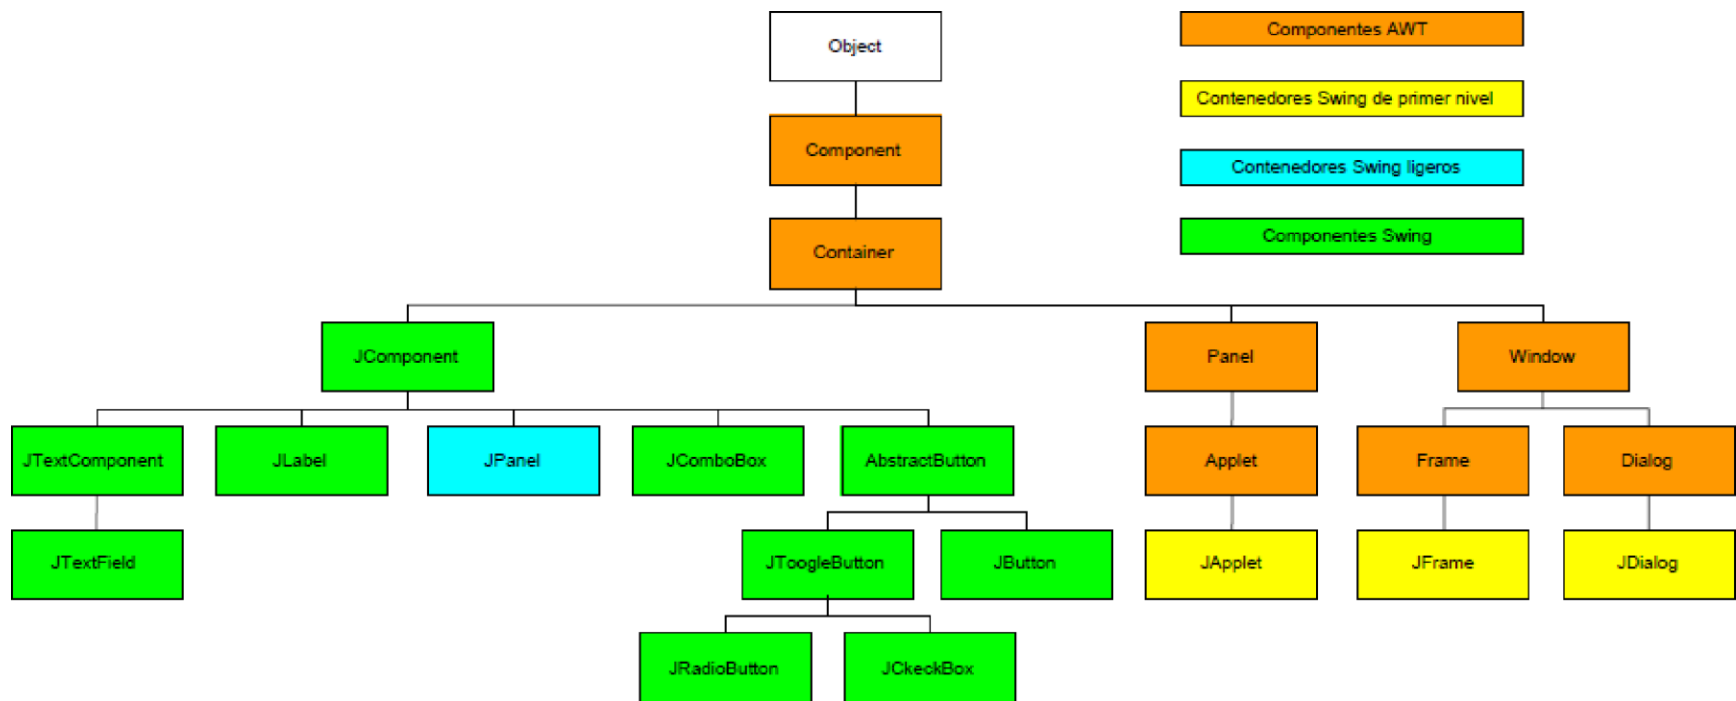 Object
Componentes AWT
Contenedores Swing de primer nivel
Component
Contenedores Swing ligeros
Container
Componentes Swing
JComponent
Panel
Window
JTextComponent
JLabel
JPanel
JComboBox
AbstractButton
Applet
Frame
Dialog
JTextField
JToogleButton
JButton
JApplet
JFrame
JDialog
JRadioButton
JCkeckBox